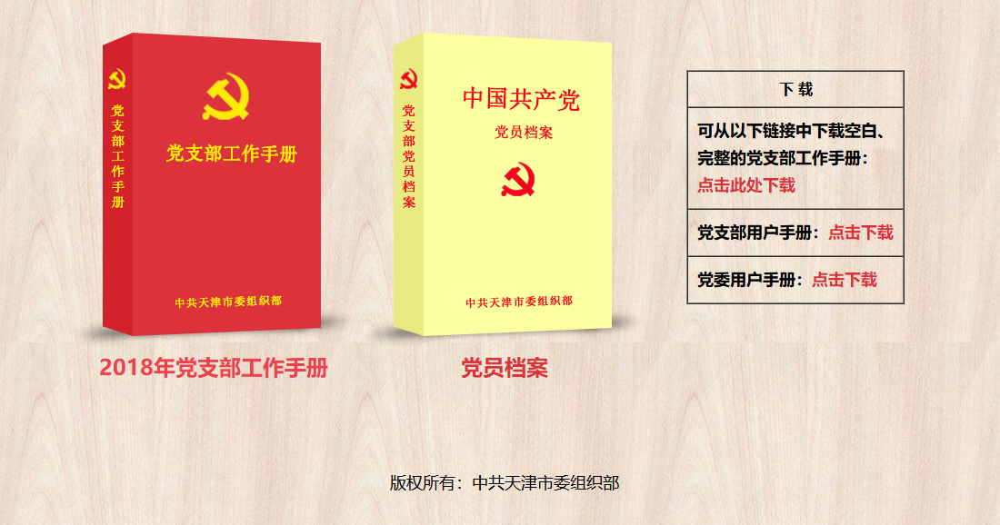 党支部工作手册
党支部工作手册
中共天津市委组织部
2018年党支部工作手册
党支部党员档案
中国共产党
党员档案
中共天津市委组织部
党员档案
下 载
可从以下链接中下载空白、
完整的党支部工作手册：
点击此处下载
党支部用户手册：点击下载
党委用户手册：点击下载
版权所有：中共天津市委组织部